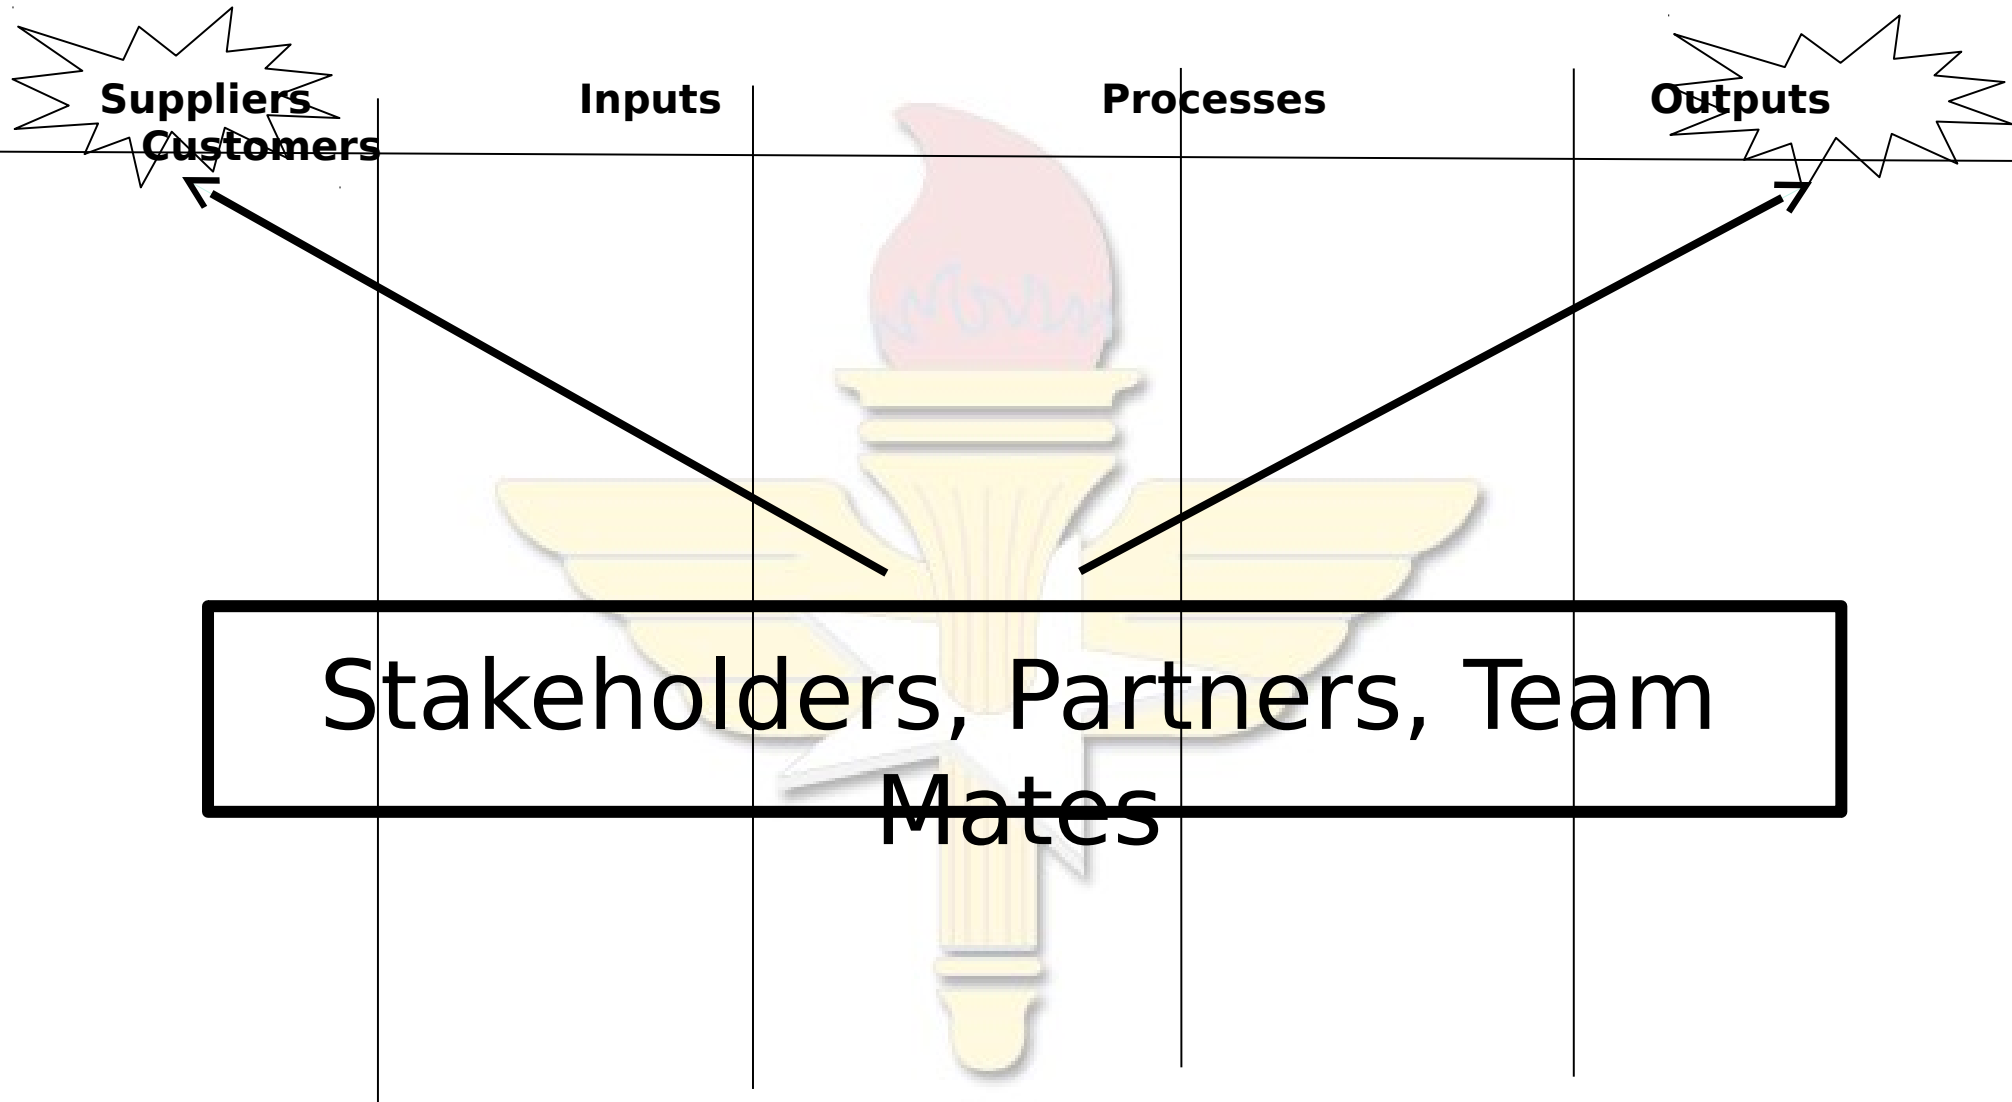 Suppliers Inputs Processes Outputs
Customers
Stakeholders, Partners, Team
Mates